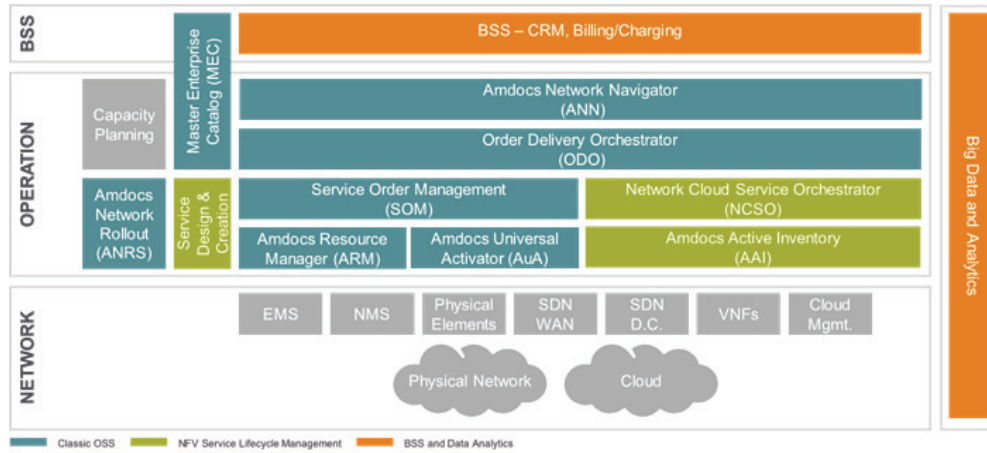 BSS
BSS – CRM, Billing/Charging
Master Enterprise
Catalog (MEC)
OPERATION
Capacity
Planning
Amdocs Network Navigator
(ANN)
Order Delivery Orchestrator
(ODO)
Amdocs
Network
Rollout
(ANRS)
Service
Design &
Creation
Service Order Management
(SOM)
Network Cloud Service Orchestrator
(NCSO)
Amdocs Resource
Manager (ARM)
Amdocs Universal
Activator (AuA)
Amdocs Active Inventory
(AAI)
Big Data and Analytics
NETWORK
EMS
NMS
Physical
Elements
SDN
WAN
SDN
D.C.
VNFs
Cloud
Mgmt.
Physical Network
Cloud
Classic OSS
NFV Service Lifecycle Management
BSS and Data Analytics